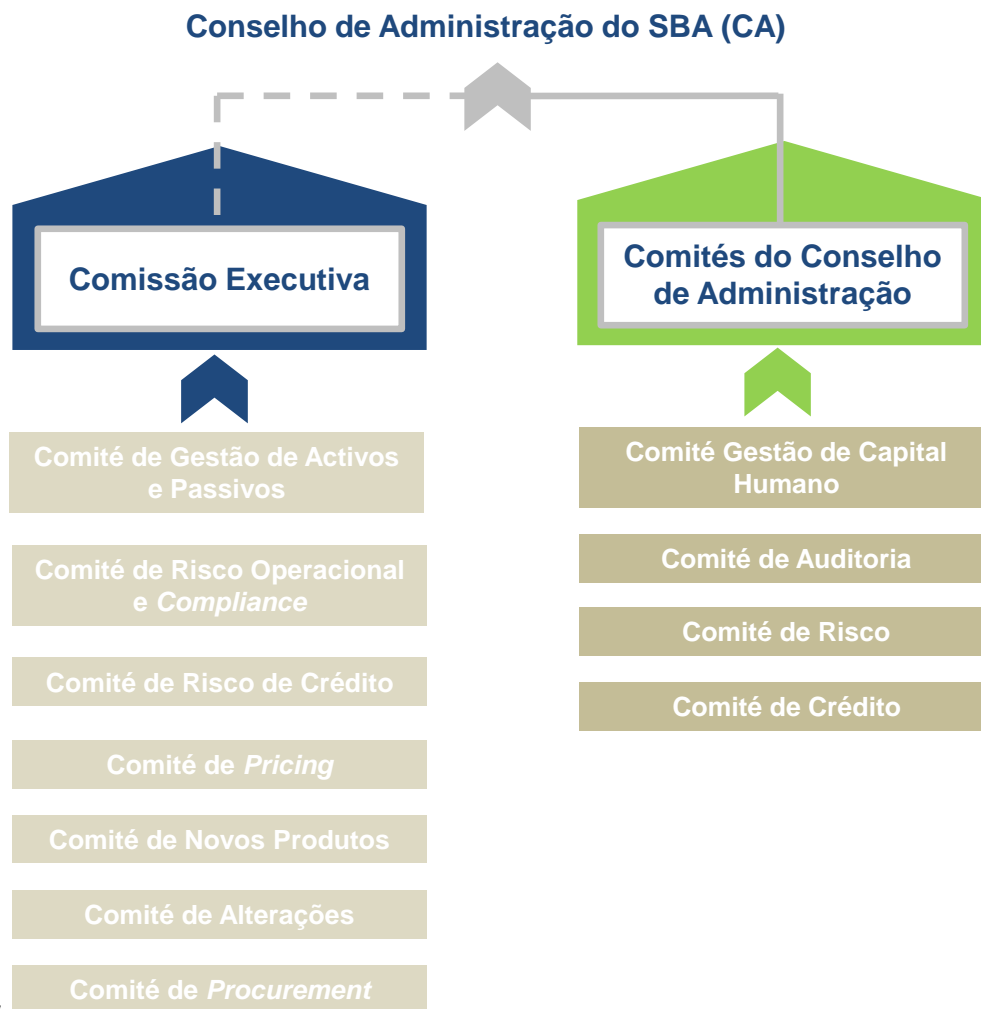 Conselho de Administração do SBA (CA)
Comissão Executiva
Comité de Gestão de Activos
e Passivos
Comité de Risco Operacional
e Compliance
Comité de Risco de Crédito
Comité de Pricing
Comité de Novos Produtos
Comité de Alterações
Comité de Procurement
Comités do Conselho
de Administração
Comité Gestão de Capital
Humano
Comité de Auditoria
Comité de Risco
Comité de Crédito